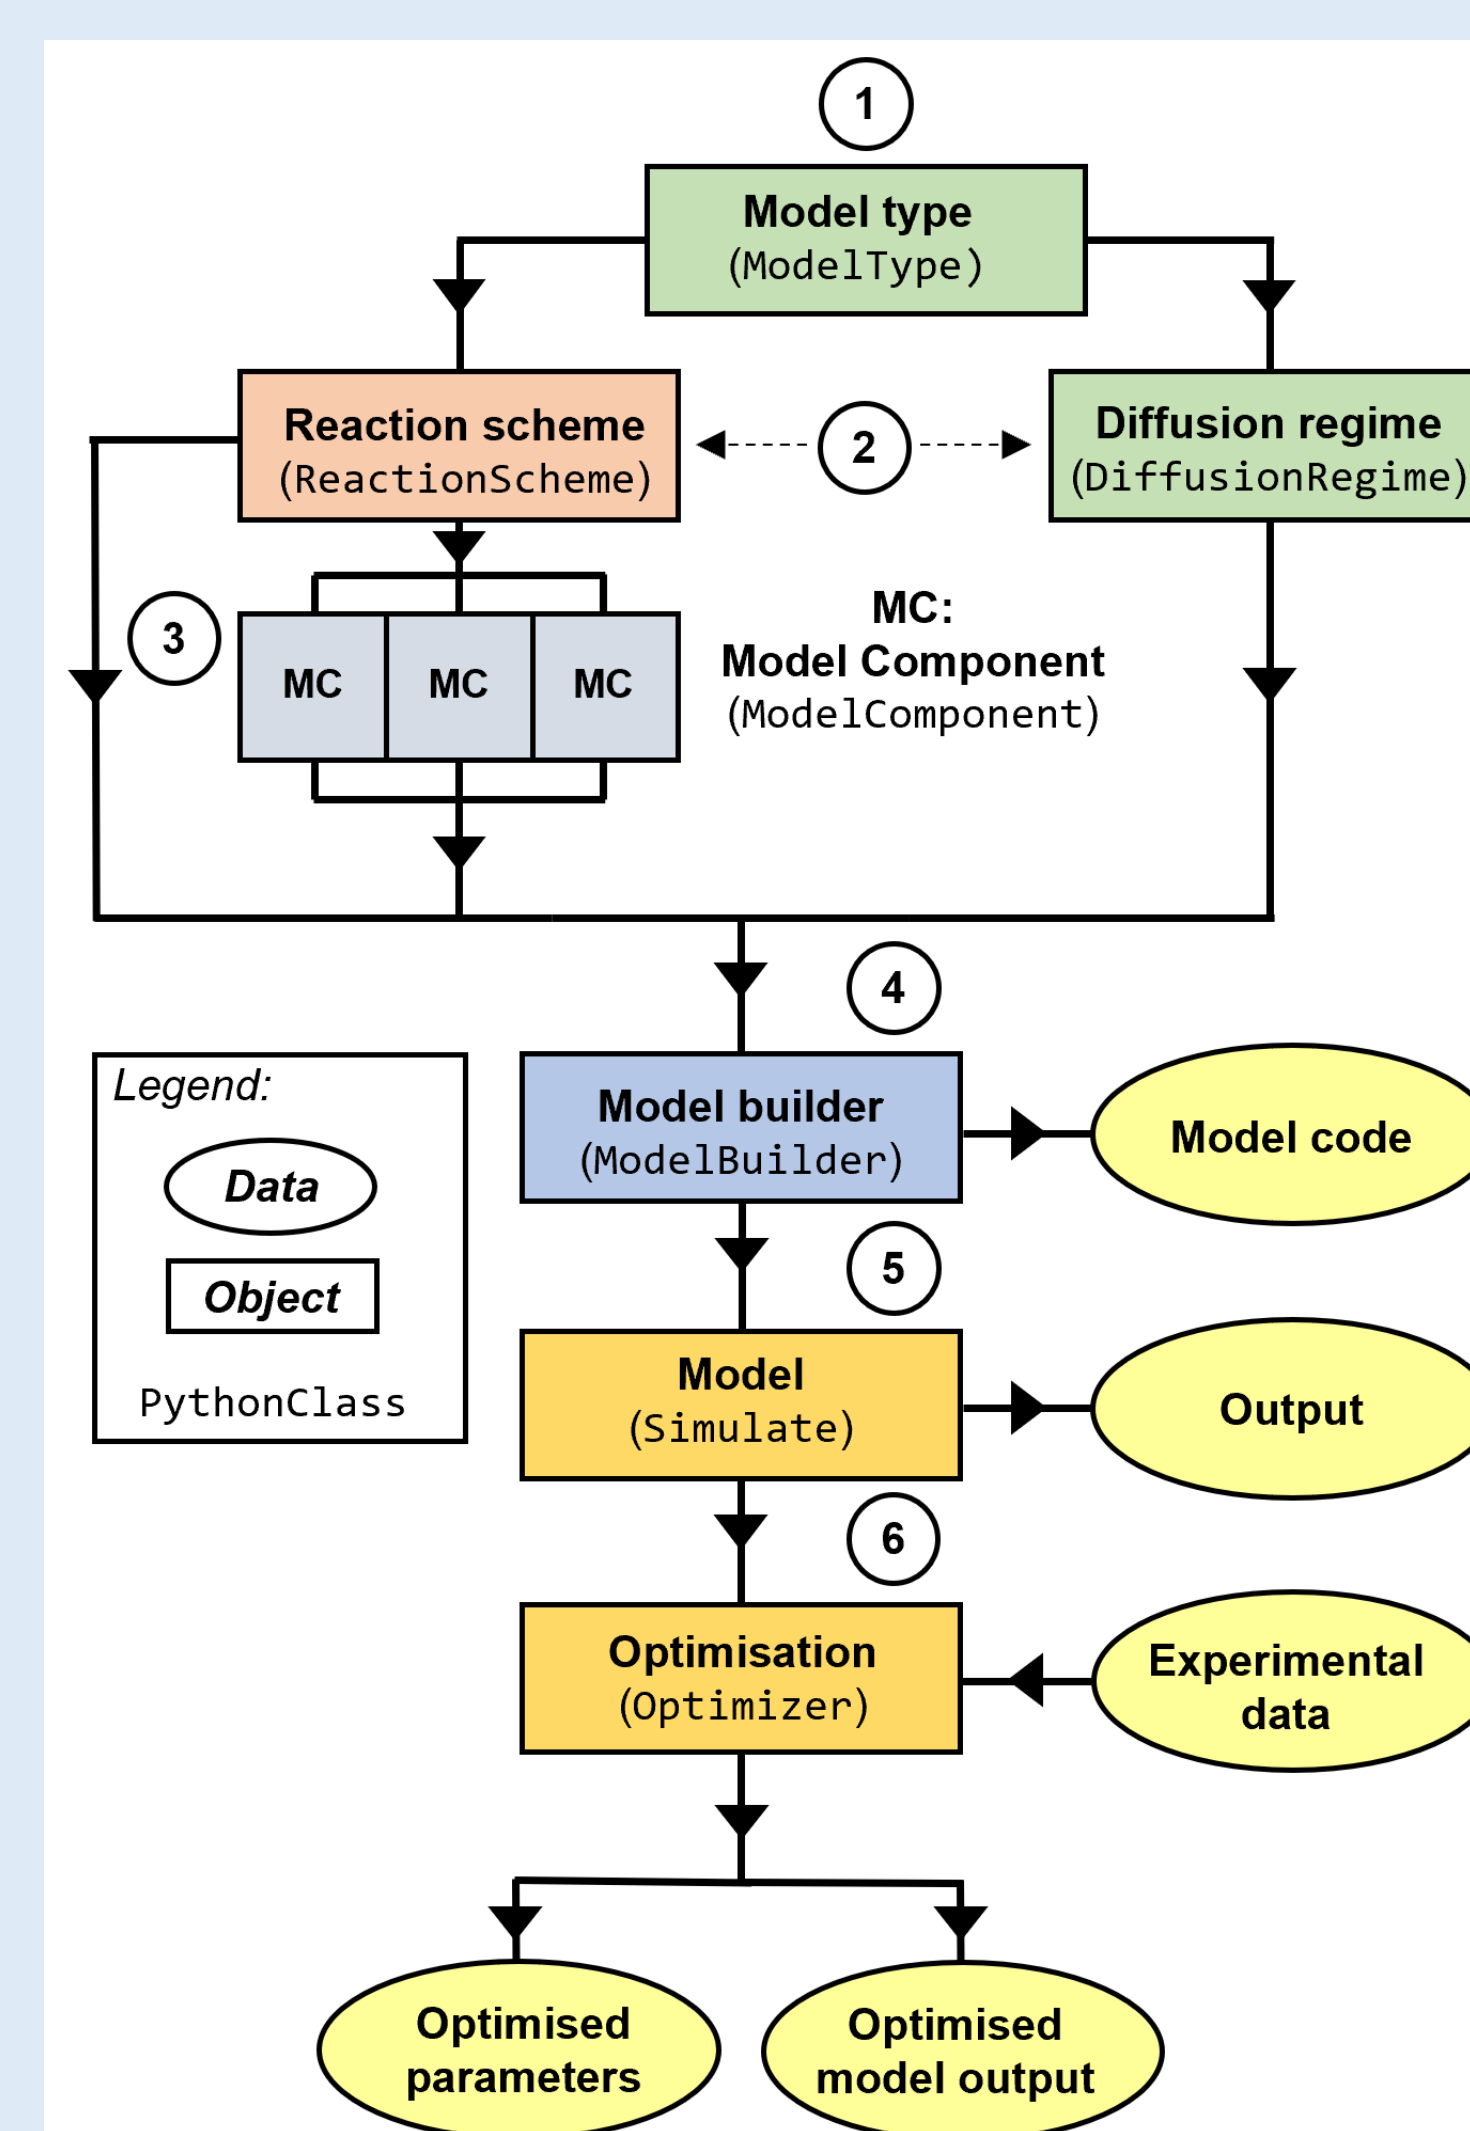 1
Model type
(ModelType)
Reaction scheme
(ReactionScheme)
2
Diffusion regime
(DiffusionRegime)
3
MC
MC
MC
MC:
Model Component
(ModelComponent)
4
Legend:
Data
Object
PythonClass
Model builder
(ModelBuilder)
Model code
5
Model
(Simulate)
Output
6
Optimisation
(Optimizer)
Experimental
data
Optimised
parameters
Optimised
model output